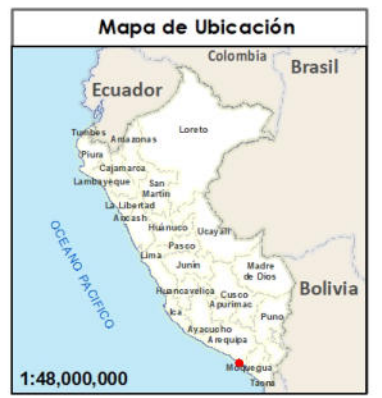 Mapa de Ubicación
Colombia
Brasil
Ecuador
Loreto
Tumbes
Amazonas
Piura
Cajamarca
Lambayeque
San
Martin
La Libertad
Ancash
Huánuco
Ucayali
Pasco
OCEANO PACIFICO
Lima
Junín
Madre
de Dios
Huancavelica
Cusco
Bolivia
Apurimac
Ica
Puno
Ayacucho
Arequipa
Moquegua
1:48,000,000
Tacna